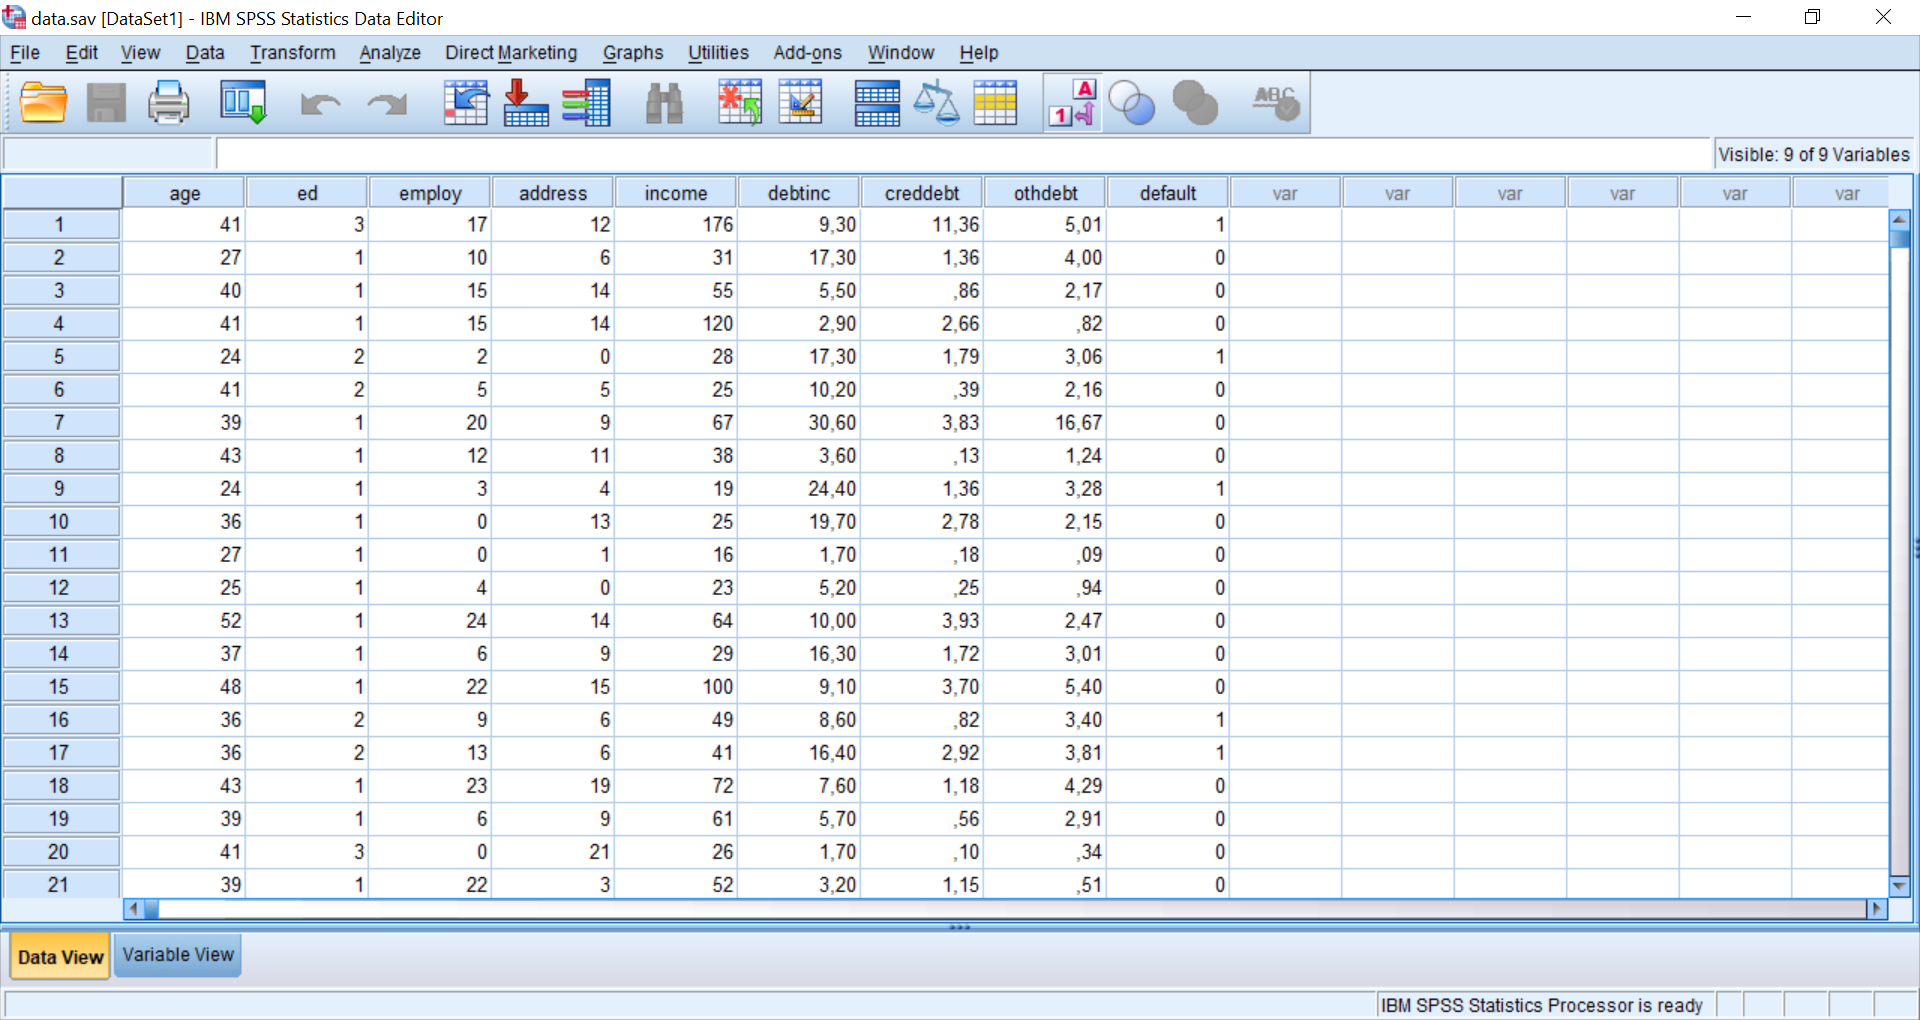 data.sav [DataSet1] - IBM SPSS Statistics Data Editor
File Edit View Data Transform Analyze Direct Marketing Graphs Utilities Add-ons Window Help
A
1
ABC
Visible: 9 of 9 Variables
age ed employ address income debtinc creddebt othdebt default var var var var var var
1 41 3 17 12 176 9,30 11,36 5,01 1
2 27 1 10 6 31 17,30 1,36 4,00 0
3 40 1 15 14 55 5,50 ,86 2,17 0
4 41 1 15 14 120 2,90 2,66 ,82 0
5 24 2 2 0 28 17,30 1,79 3,06 1
6 41 2 5 5 25 10,20 ,39 2,16 0
7 39 1 20 9 67 30,60 3,83 16,67 0
8 43 1 12 11 38 3,60 ,13 1,24 0
9 24 1 3 4 19 24,40 1,36 3,28 1
10 36 1 0 13 25 19,70 2,78 2,15 0
11 27 1 0 1 16 1,70 ,18 ,09 0
12 25 1 4 0 23 5,20 ,25 ,94 0
13 52 1 24 14 64 10,00 3,93 2,47 0
14 37 1 6 9 29 16,30 1,72 3,01 0
15 48 1 22 15 100 9,10 3,70 5,40 0
16 36 2 9 6 49 8,60 ,82 3,40 1
17 36 2 13 6 41 16,40 2,92 3,81 1
18 43 1 23 19 72 7,60 1,18 4,29 0
19 39 1 6 9 61 5,70 ,56 2,91 0
20 41 3 0 21 26 1,70 ,10 ,34 0
21 39 1 22 3 52 3,20 1,15 ,51 0
Data View Variable View
IBM SPSS Statistics Processor is ready